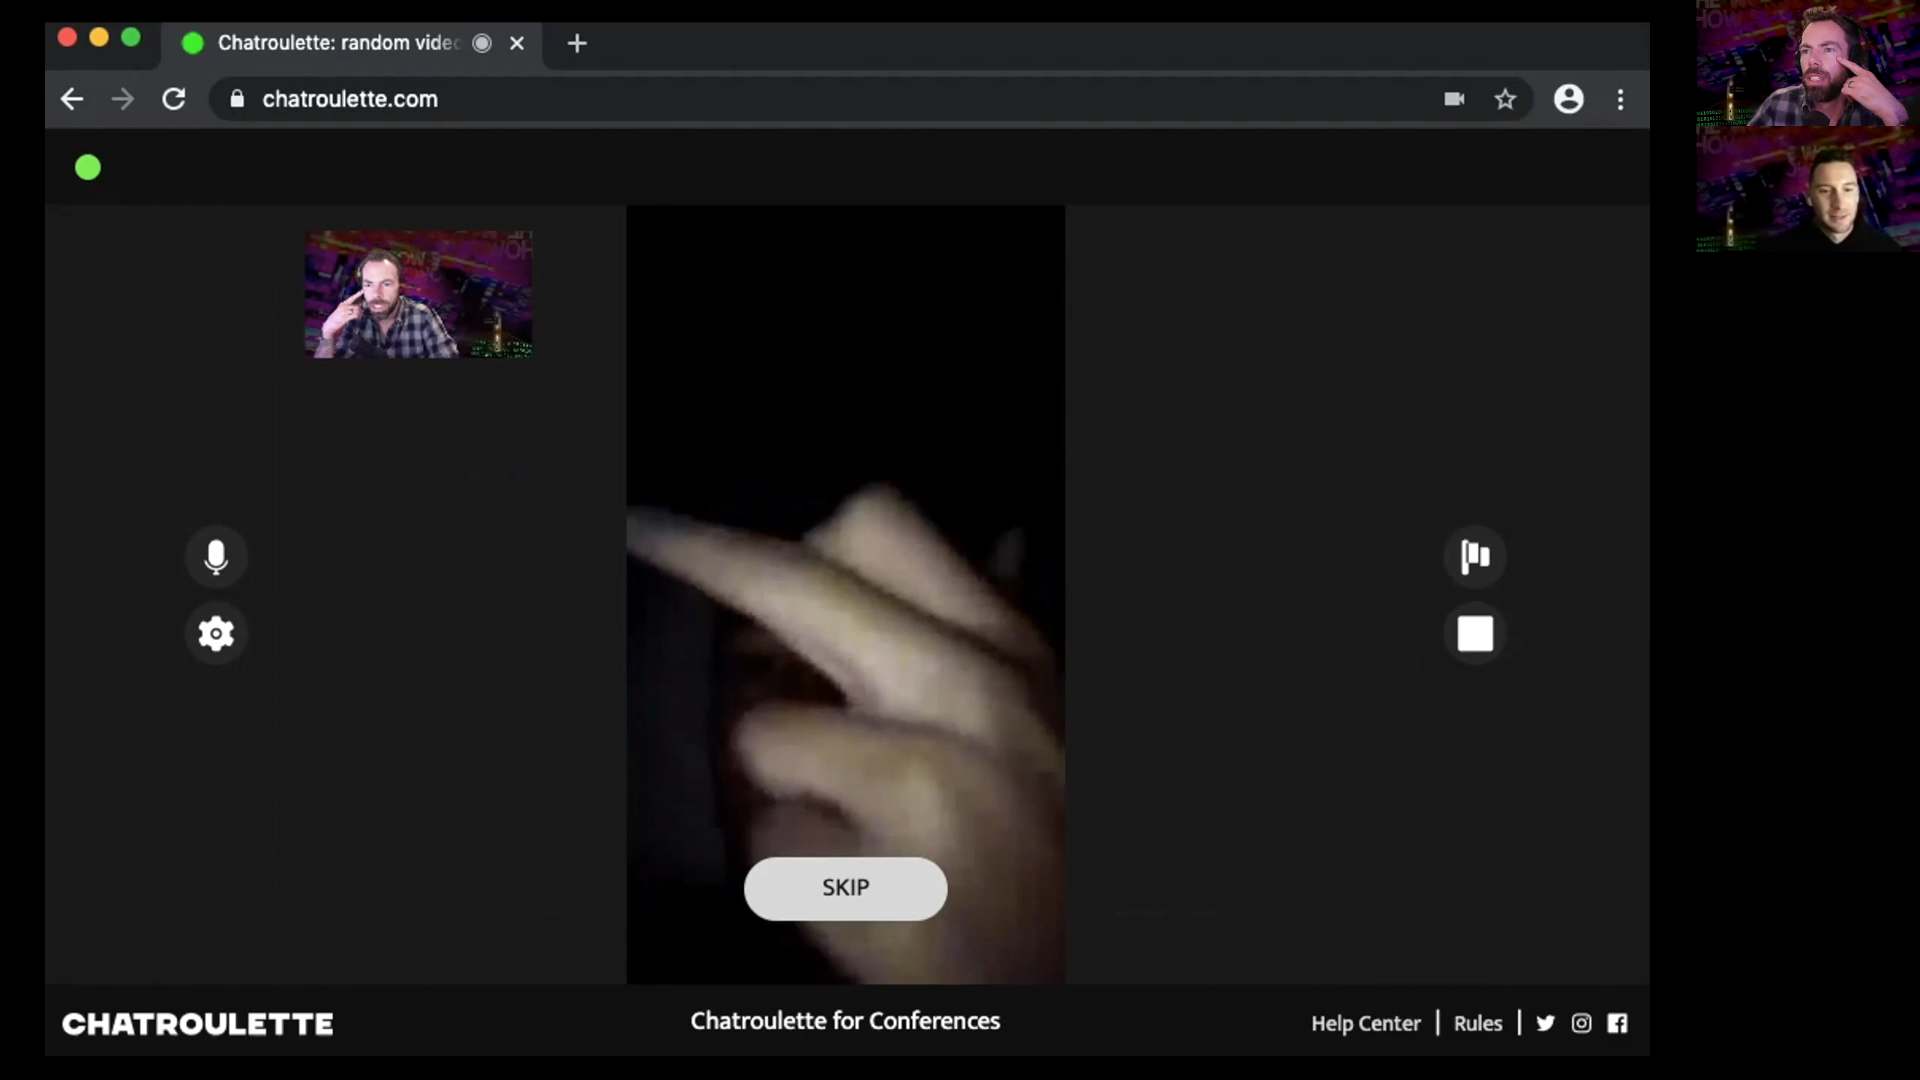 Chatroulette: random vide
chatroulette.com
SKIP
CHATROULETTE
Chatroulette for Conferences
Help Center | Rules |